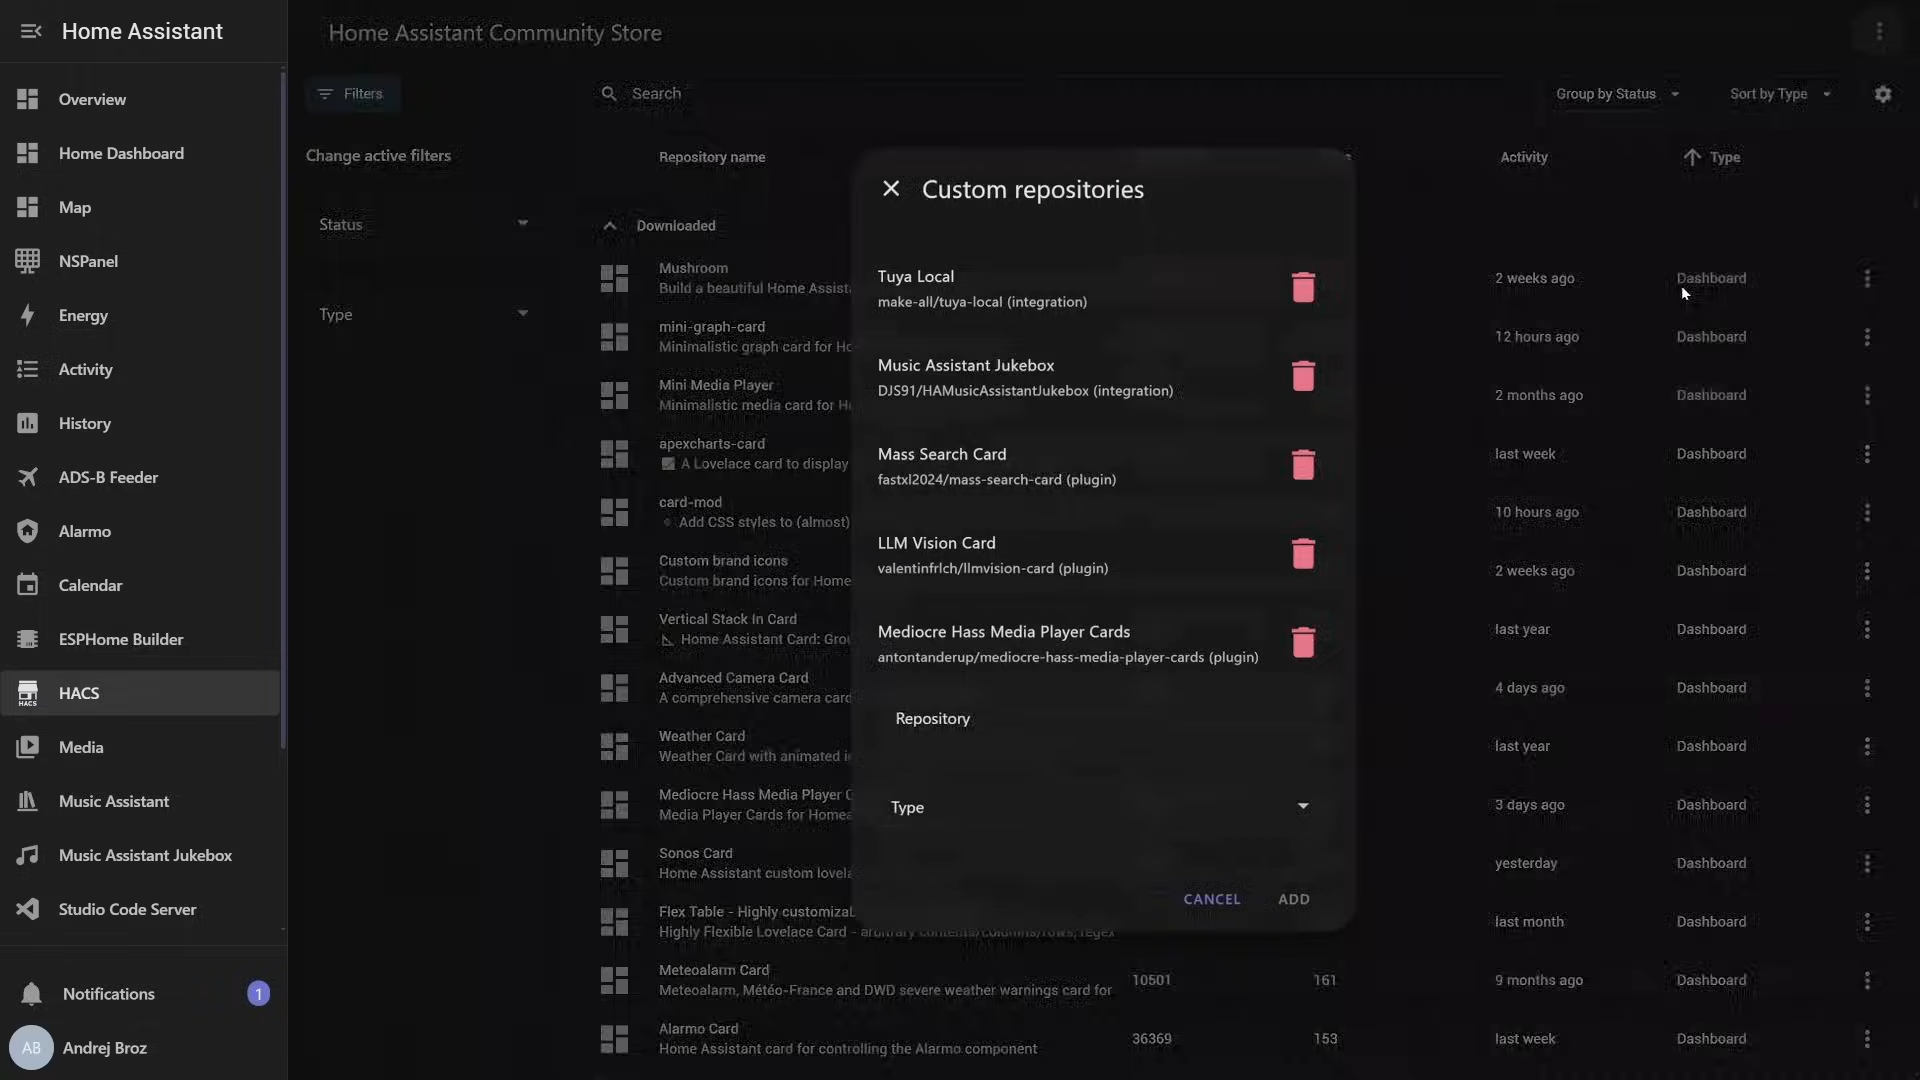 Home Assistant
Overview
Home Dashboard
Map
NSPanel
Energy
Activity
History
ADS-B Feeder
Alarmo
Calendar
ESPHome Builder
HACS
HACS
Media
Music Assistant
Music Assistant Jukebox
Studio Code Server
Notifications 1
AB Andrej Broz
Home Assistant Community Store
Filters
Search
Group by Status
Sort by Type
Change active filters
Status
Type
Repository name
Activity
Type
Downloaded
Mushroom
Build a beautiful Home Assista
2 weeks ago Dashboard
mini-graph-card
Minimalistic graph card for Ho
12 hours ago Dashboard
Mini Media Player
Minimalistic media card for H
2 months ago Dashboard
apexcharts-card
A Lovelace card to display
last week Dashboard
card-mod
Add CSS styles to (almost)
10 hours ago Dashboard
Custom brand icons
Custom brand icons for Home
2 weeks ago Dashboard
Vertical Stack In Card
Home Assistant Card: Grou
last year Dashboard
Advanced Camera Card
A comprehensive camera card
4 days ago Dashboard
Weather Card
Weather Card with animated i
last year Dashboard
Mediocre Hass Media Player C
Media Player Cards for Home
3 days ago Dashboard
Sonos Card
Home Assistant custom lovela
yesterday Dashboard
Flex Table - Highly customizab
Highly Flexible Lovelace Card - arbitrary contents/columns/rows, regex
last month Dashboard
Meteoalarm Card
Meteoalarm, Météo-France and DWD severe weather warnings card for
10501 161 9 months ago Dashboard
Alarmo Card
Home Assistant card for controlling the Alarmo component
36369 153 last week Dashboard
Custom repositories
Tuya Local
make-all/tuya-local (integration)
Music Assistant Jukebox
DJS91/HAMusicAssistantJukebox (integration)
Mass Search Card
fastxl2024/mass-search-card (plugin)
LLM Vision Card
valentinfrlch/llmvision-card (plugin)
Mediocre Hass Media Player Cards
antontanderup/mediocre-hass-media-player-cards (plugin)
Repository
Type
CANCEL ADD